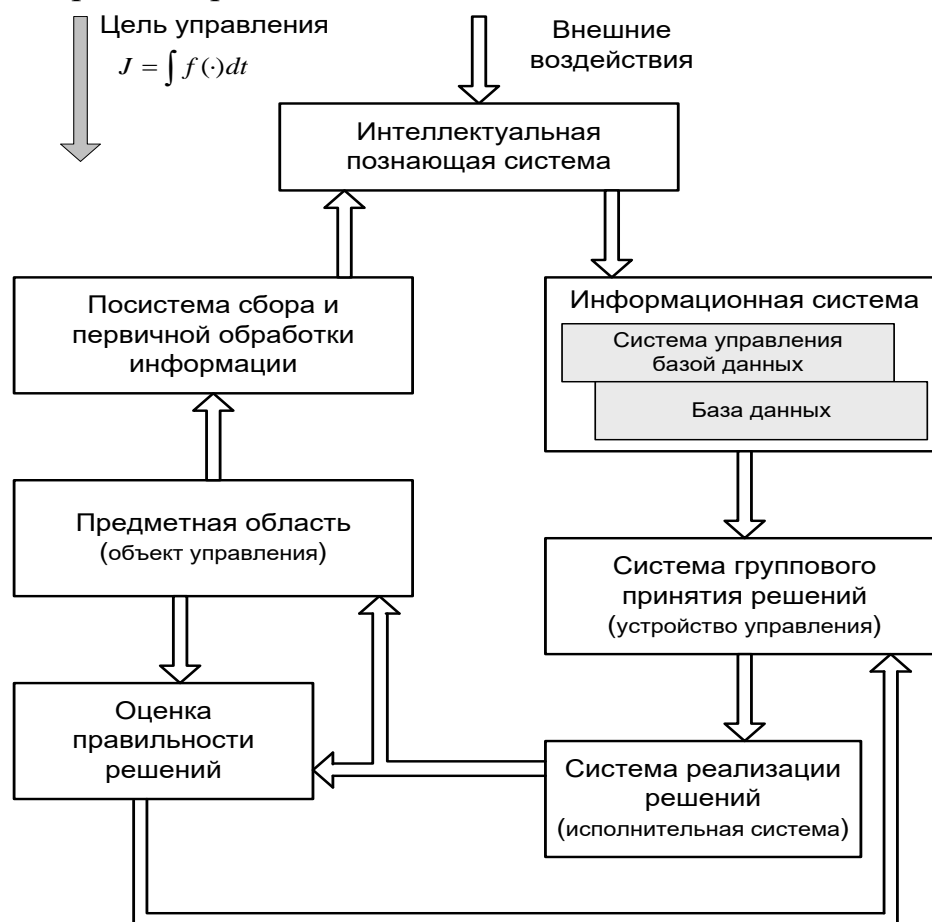 Цель управления
J = ∫ f(·)dt
Внешние
воздействия
Интеллектуальная
познающая система
Посистема сбора и
первичной обработки
информации
Информационная система
Система управления
базой данных
База данных
Предметная область
(объект управления)
Система группового
принятия решений
(устройство управления)
Оценка
правильности
решений
Система реализации
решений
(исполнительная система)